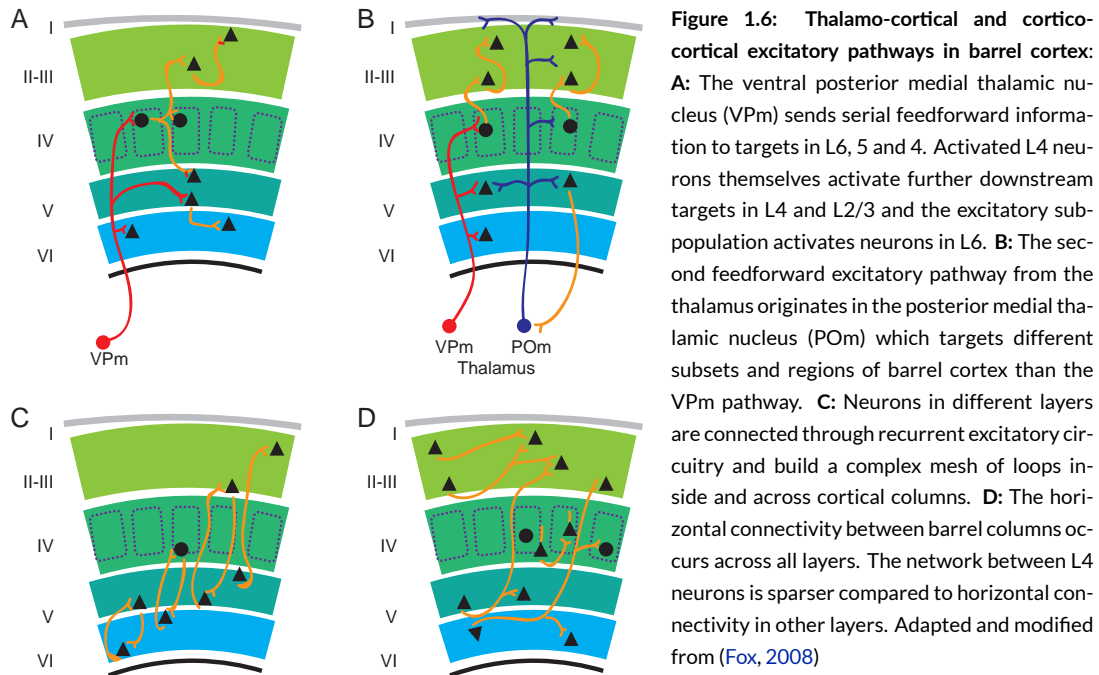 A
I
II-III
IV
V
VI
VPm
B
I
II-III
IV
V
VI
VPm
POm
Thalamus
C
I
II-III
IV
V
VI
D
I
II-III
IV
V
VI
Figure 1.6: Thalamo-cortical and cortico-
cortical excitatory pathways in barrel cortex:
A: The ventral posterior medial thalamic nu-
cleus (VPm) sends serial feedforward informa-
tion to targets in L6, 5 and 4. Activated L4 neu-
rons themselves activate further downstream
targets in L4 and L2/3 and the excitatory sub-
population activates neurons in L6. B: The sec-
ond feedforward excitatory pathway from the
thalamus originates in the posterior medial tha-
lamic nucleus (POm) which targets different
subsets and regions of barrel cortex than the
VPm pathway. C: Neurons in different layers
are connected through recurrent excitatory cir-
cuitry and build a complex mesh of loops in-
side and across cortical columns. D: The hori-
zontal connectivity between barrel columns oc-
curs across all layers. The network between L4
neurons is sparser compared to horizontal con-
nectivity in other layers. Adapted and modified
from (Fox, 2008)